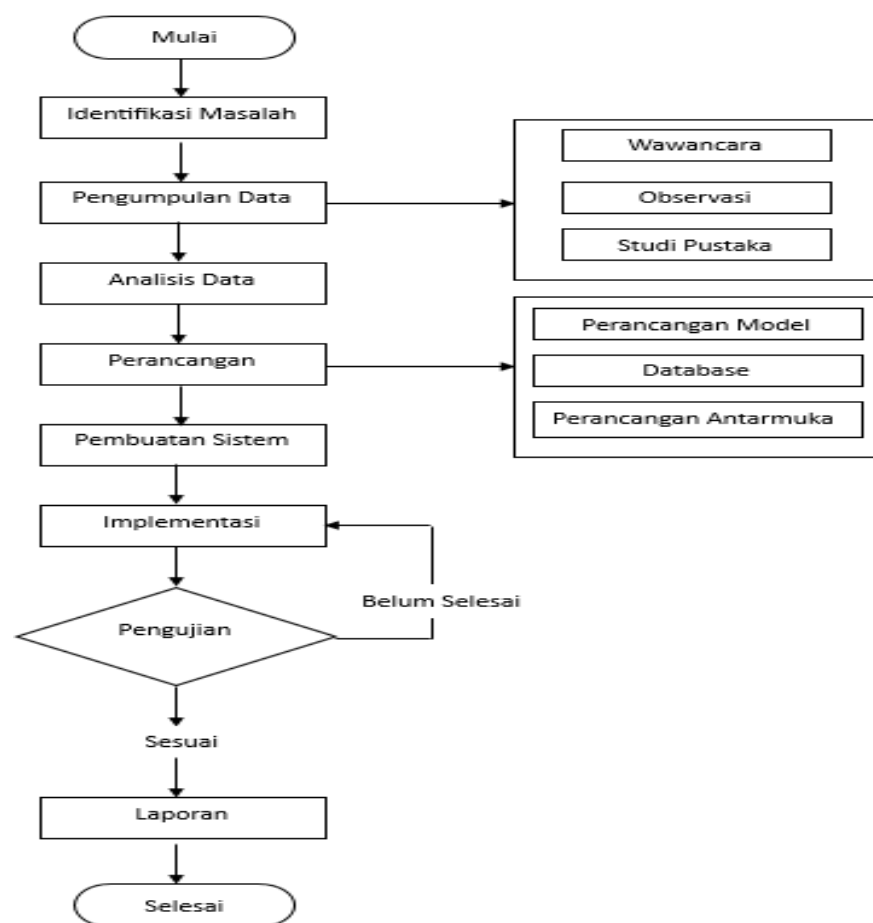 Mulai
Identifikasi Masalah
Pengumpulan Data
Wawancara
Observasi
Studi Pustaka
Analisis Data
Perancangan
Perancangan Model
Database
Perancangan Antarmuka
Pembuatan Sistem
Implementasi
Belum Selesai
Pengujian
Sesuai
Laporan
Selesai